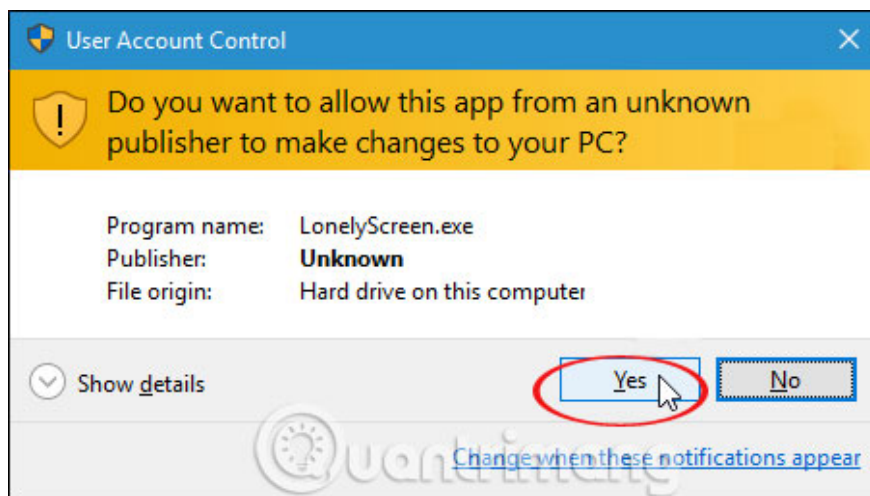 User Account Control
Do you want to allow this app from an unknown
publisher to make changes to your PC?
Program name: LonelyScreen.exe
Publisher: Unknown
File origin: Hard drive on this computer
Show details
Yes
No
Quantrimang
Change when these notifications appear